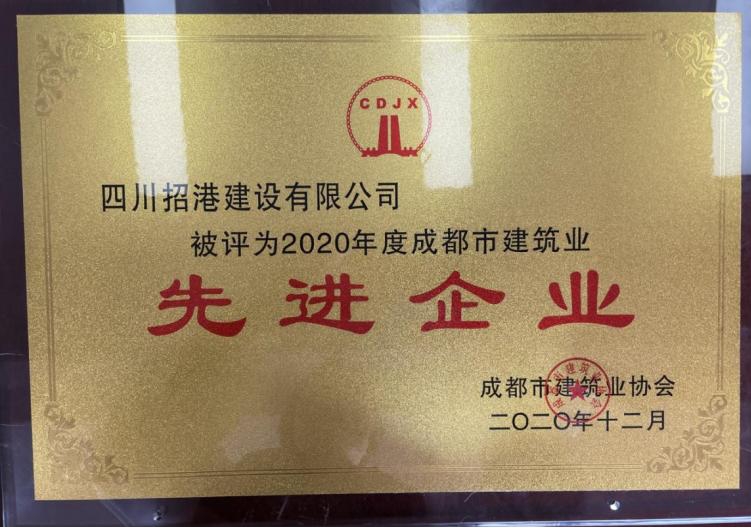 CDJX
四川招港建设有限公司
被评为2020年度成都市建筑业
先进企业
成都市建筑业协会
二〇二〇年十二月